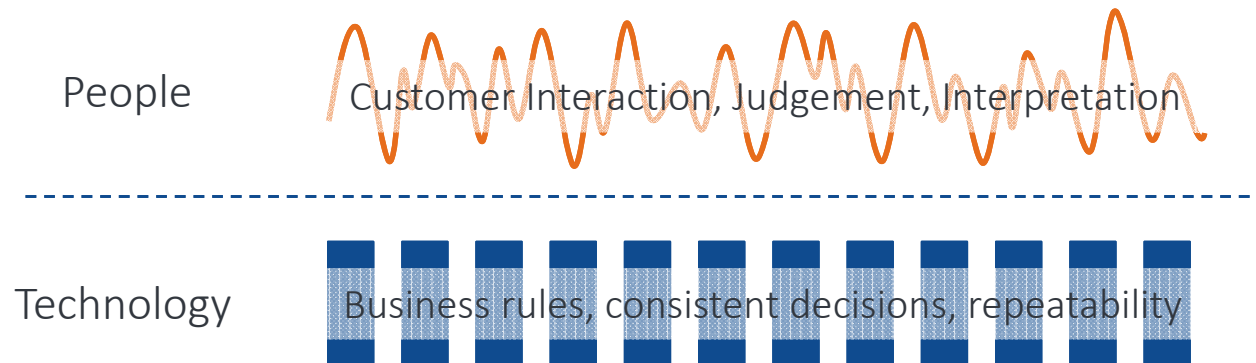 People
Customer Interaction, Judgement, Interpretation
Technology
Business rules, consistent decisions, repeatability